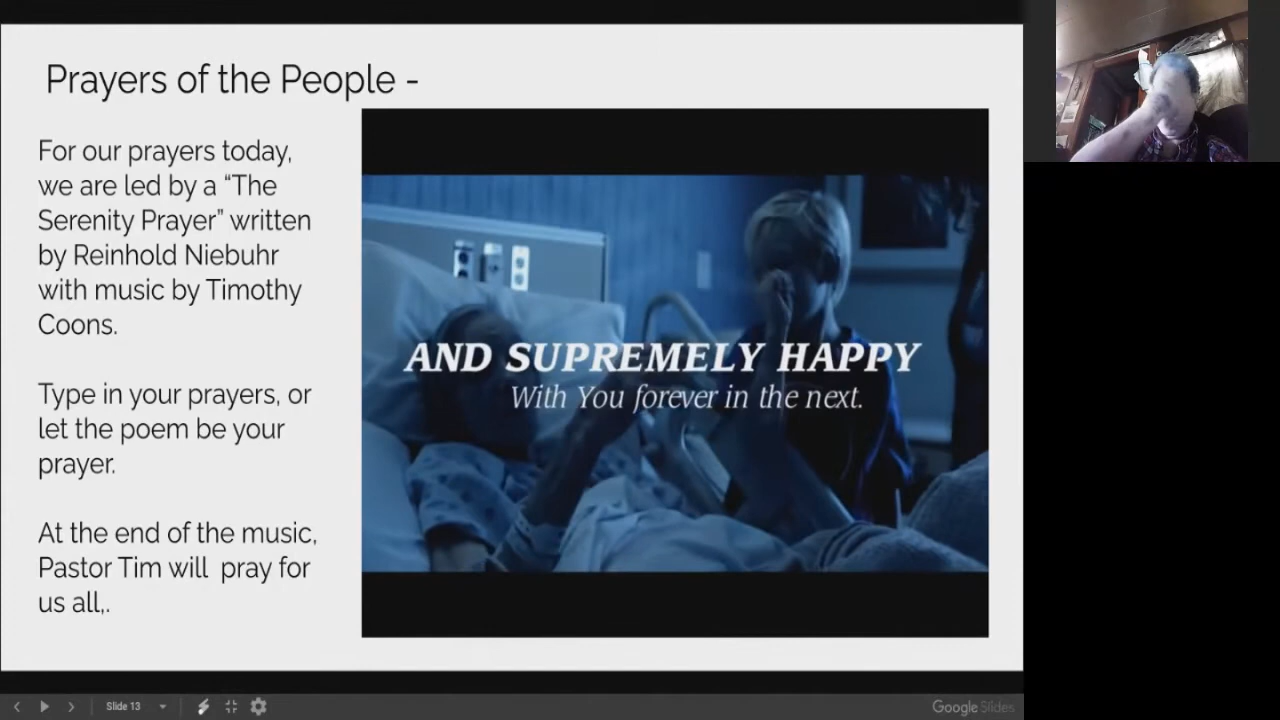 Prayers of the People -
For our prayers today,
we are led by a “The
Serenity Prayer” written
by Reinhold Niebuhr
with music by Timothy
Coons.
Type in your prayers, or
let the poem be your
prayer.
At the end of the music,
Pastor Tim will pray for
us all,.
AND SUPREMELY HAPPY
With You forever in the next.
Slide 13
Google Slides